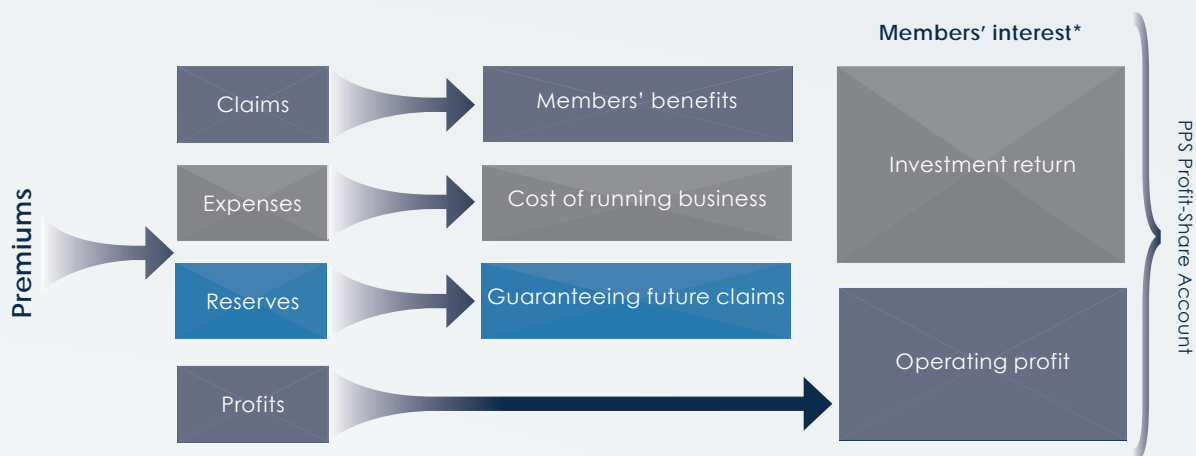 Members’ interest*
Premiums
Claims
Members’ benefits
Expenses
Cost of running business
Reserves
Guaranteeing future claims
Profits
Investment return
Operating profit
PPS Profit-Share Account